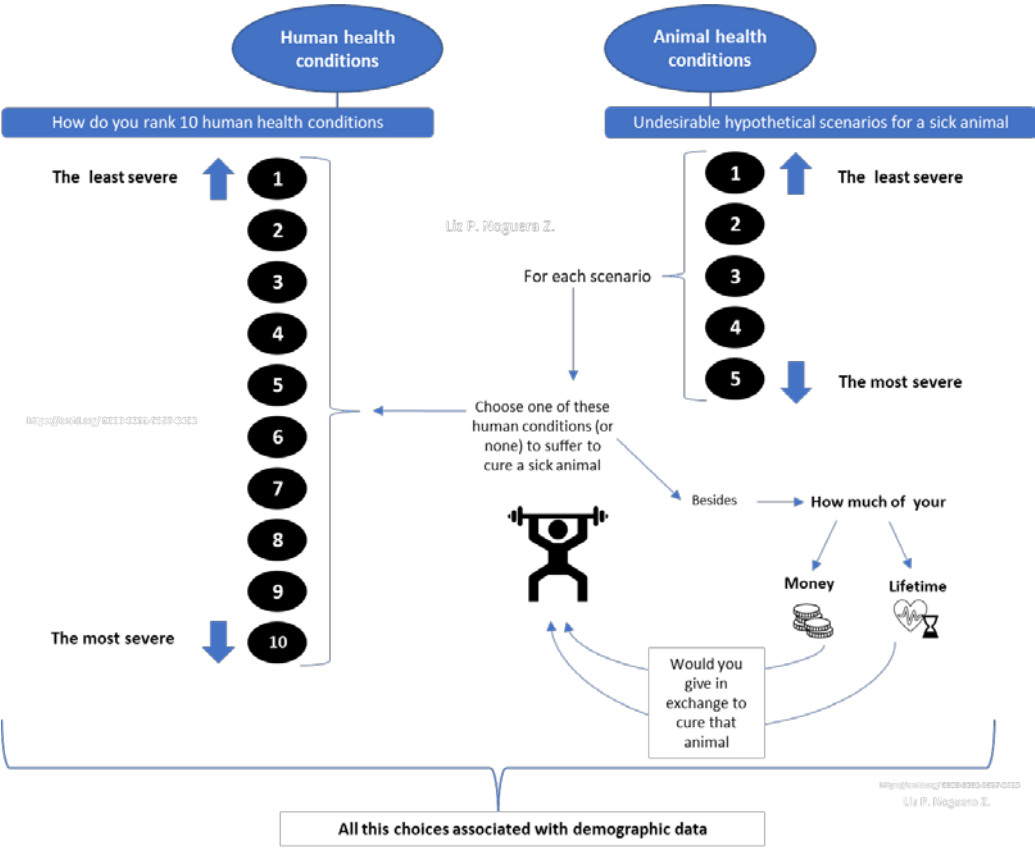 Human health
conditions
Animal health
conditions
How do you rank 10 human health conditions
Undesirable hypothetical scenarios for a sick animal
The least severe
1
2
3
4
5
6
7
8
9
10
The most severe
Liz P. Noguera Z.
1
2
3
4
5
The least severe
The most severe
For each scenario
Choose one of these
human conditions (or
none) to suffer to
cure a sick animal
Besides
How much of your
Money
Lifetime
Would you
give in
exchange to
cure that
animal
Liz P. Noguera Z.
All this choices associated with demographic data